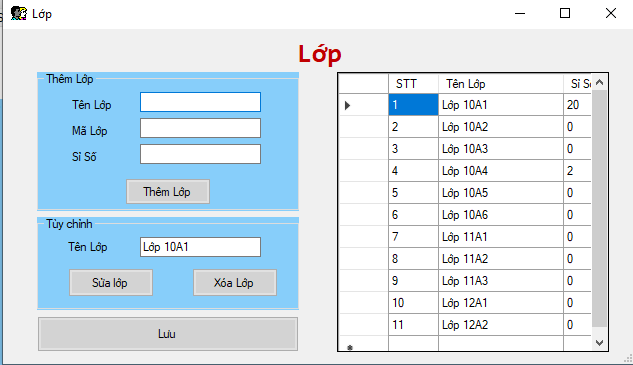 Lớp
Lớp
Thêm Lớp
Tên Lớp
Mã Lớp
Sỉ Số
Thêm Lớp
Tùy chỉnh
Tên Lớp Lớp 10A1
Sửa lớp Xóa Lớp
Lưu
STT Tên Lớp Sỉ Số
1 Lớp 10A1 20
2 Lớp 10A2 0
3 Lớp 10A3 0
4 Lớp 10A4 2
5 Lớp 10A5 0
6 Lớp 10A6 0
7 Lớp 11A1 0
8 Lớp 11A2 0
9 Lớp 11A3 0
10 Lớp 12A1 0
11 Lớp 12A2 0